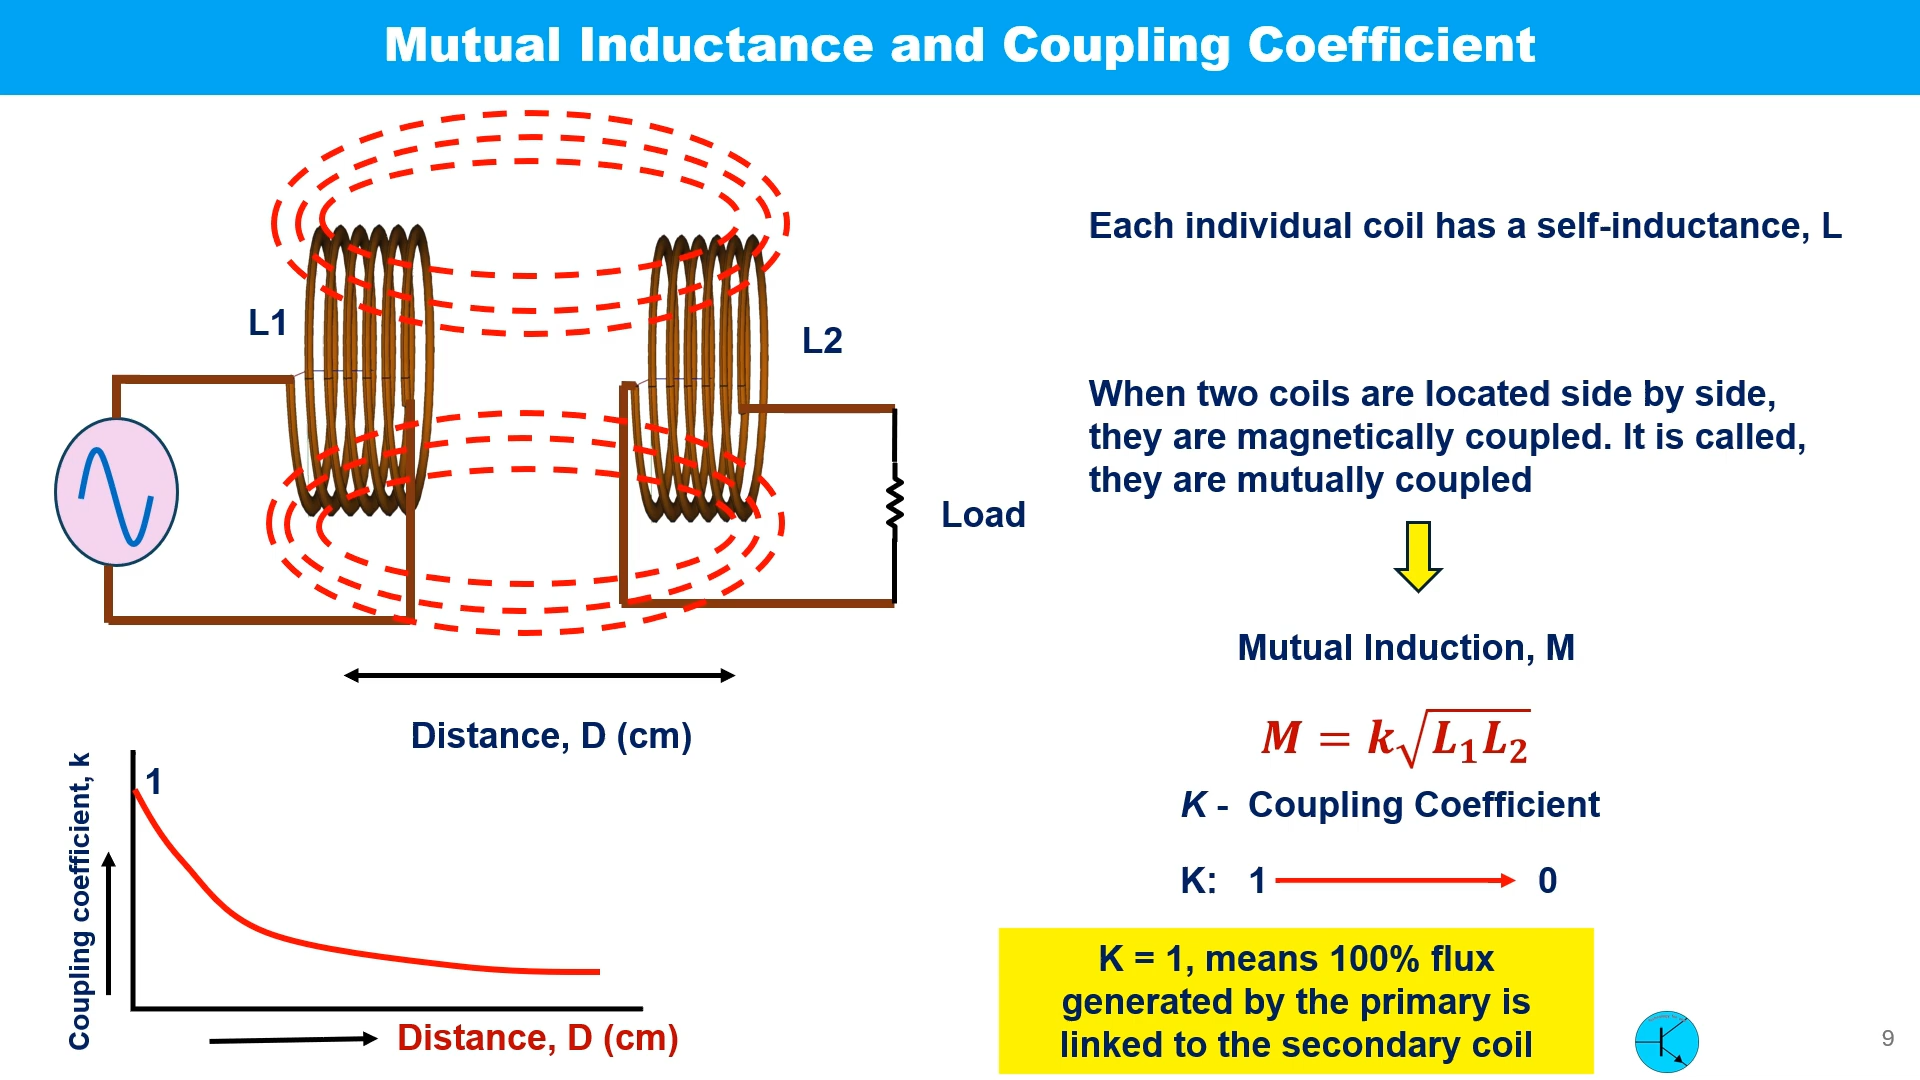 Mutual Inductance and Coupling Coefficient
L1
L2
Load
Distance, D (cm)
Coupling coefficient, k
1
Distance, D (cm)
Each individual coil has a self-inductance, L
When two coils are located side by side,
they are magnetically coupled. It is called,
they are mutually coupled
Mutual Induction, M
M = k√L₁L₂
K - Coupling Coefficient
K: 1 0
K = 1, means 100% flux
generated by the primary is
linked to the secondary coil
9